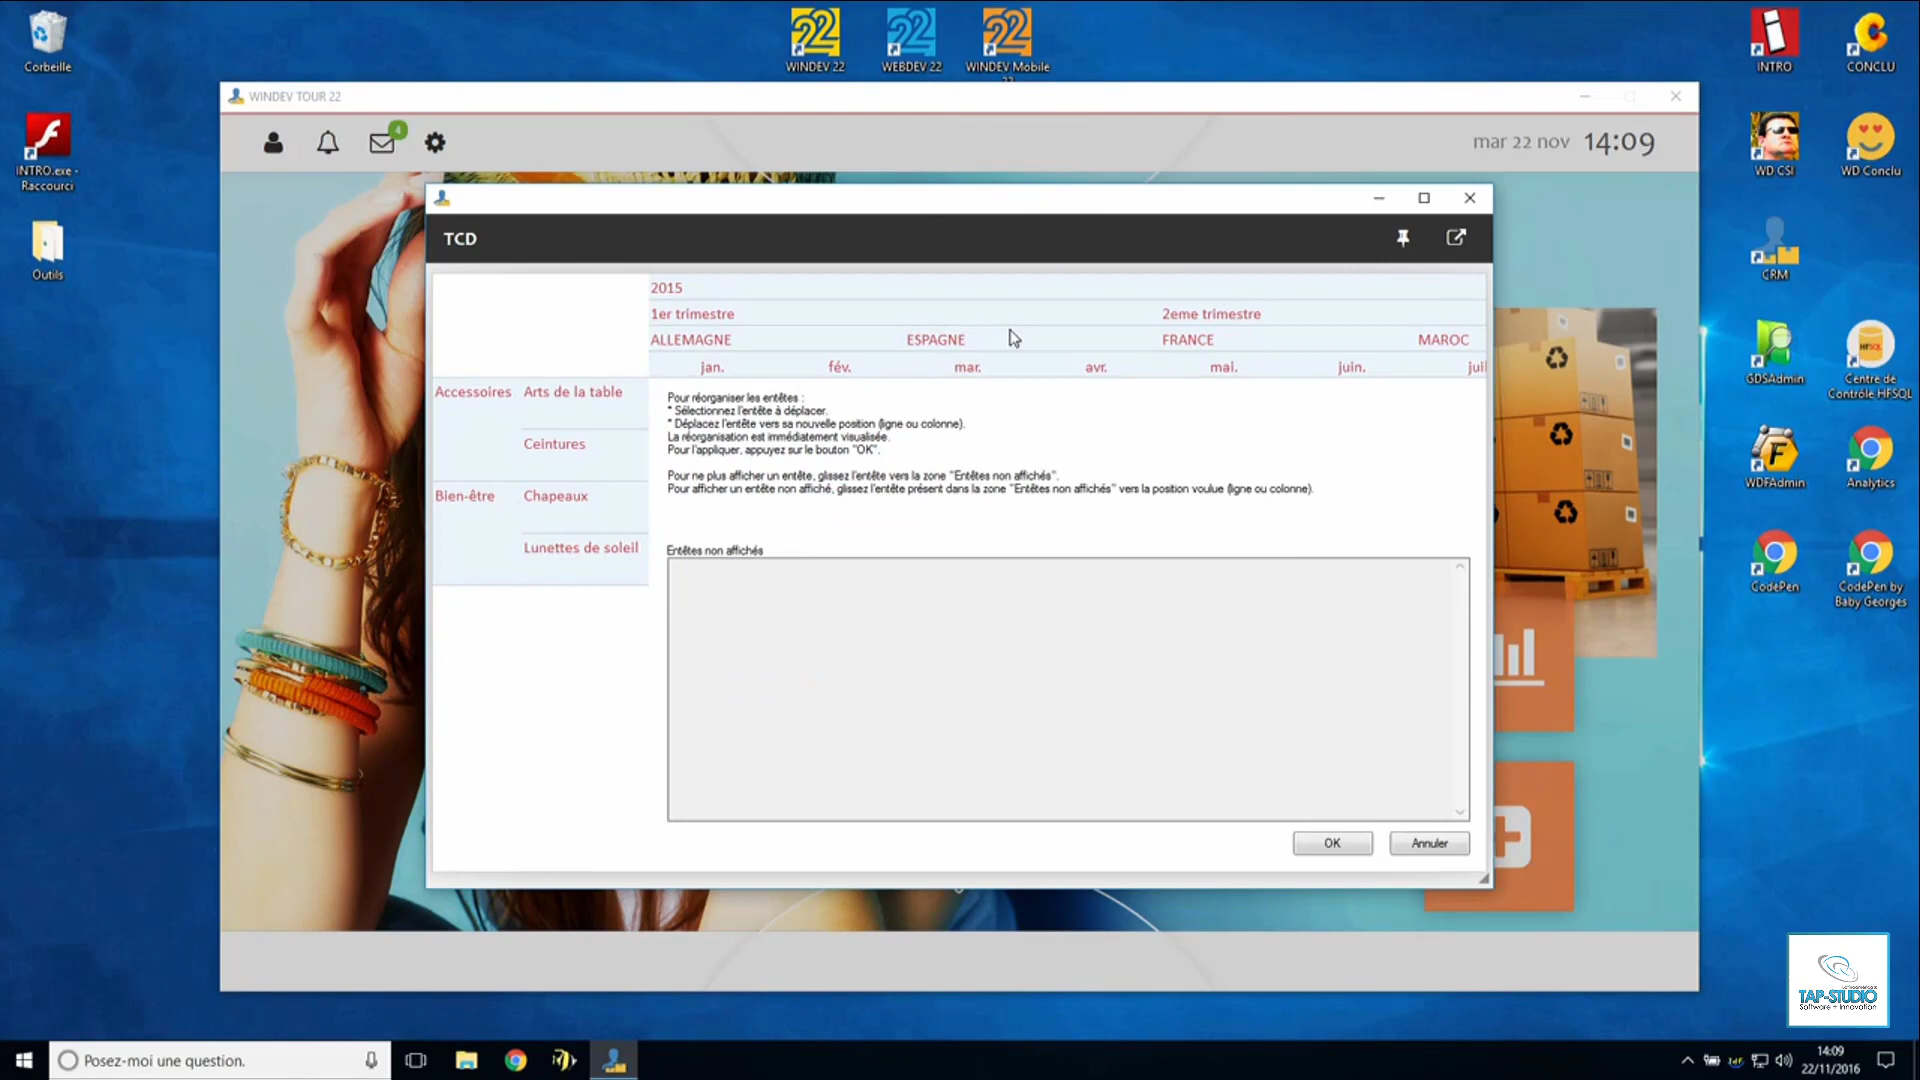 Corbeille
WINDEV 22
WEBDEV 22
WINDEV Mobile
INTRO
CONCLU
WINDEV TOUR 22
4
mar 22 nov 14:09
INTRO.exe -
Raccourci
WD CSI
WD Conclu
Outils
TCD
CRM
2015
1er trimestre
2eme trimestre
ALLEMAGNE
ESPAGNE
FRANCE
MAROC
jan.
fév.
mar.
avr.
mai.
juin.
juil
GDSAdmin
HFSQL
Centre de
Contrôle HFSQL
Accessoires
Arts de la table
Ceintures
Bien-être
Chapeaux
Lunettes de soleil
Pour réorganiser les entêtes :
* Sélectionnez l'entête à déplacer.
* Déplacez l'entête vers sa nouvelle position (ligne ou colonne).
La réorganisation est immédiatement visualisée.
Pour l'appliquer, appuyez sur le bouton "OK".
Pour ne plus afficher un entête, glissez l'entête vers la zone "Entêtes non affichés".
Pour afficher un entête non affiché, glissez l'entête présent dans la zone "Entêtes non affichés" vers la position voulue (ligne ou colonne).
Entêtes non affichés
WDFAdmin
Analytics
CodePen
CodePen by
Baby Georges
OK
Annuler
TAP-STUDIO
Software + Innovation
Posez-moi une question.
14:09
22/11/2016